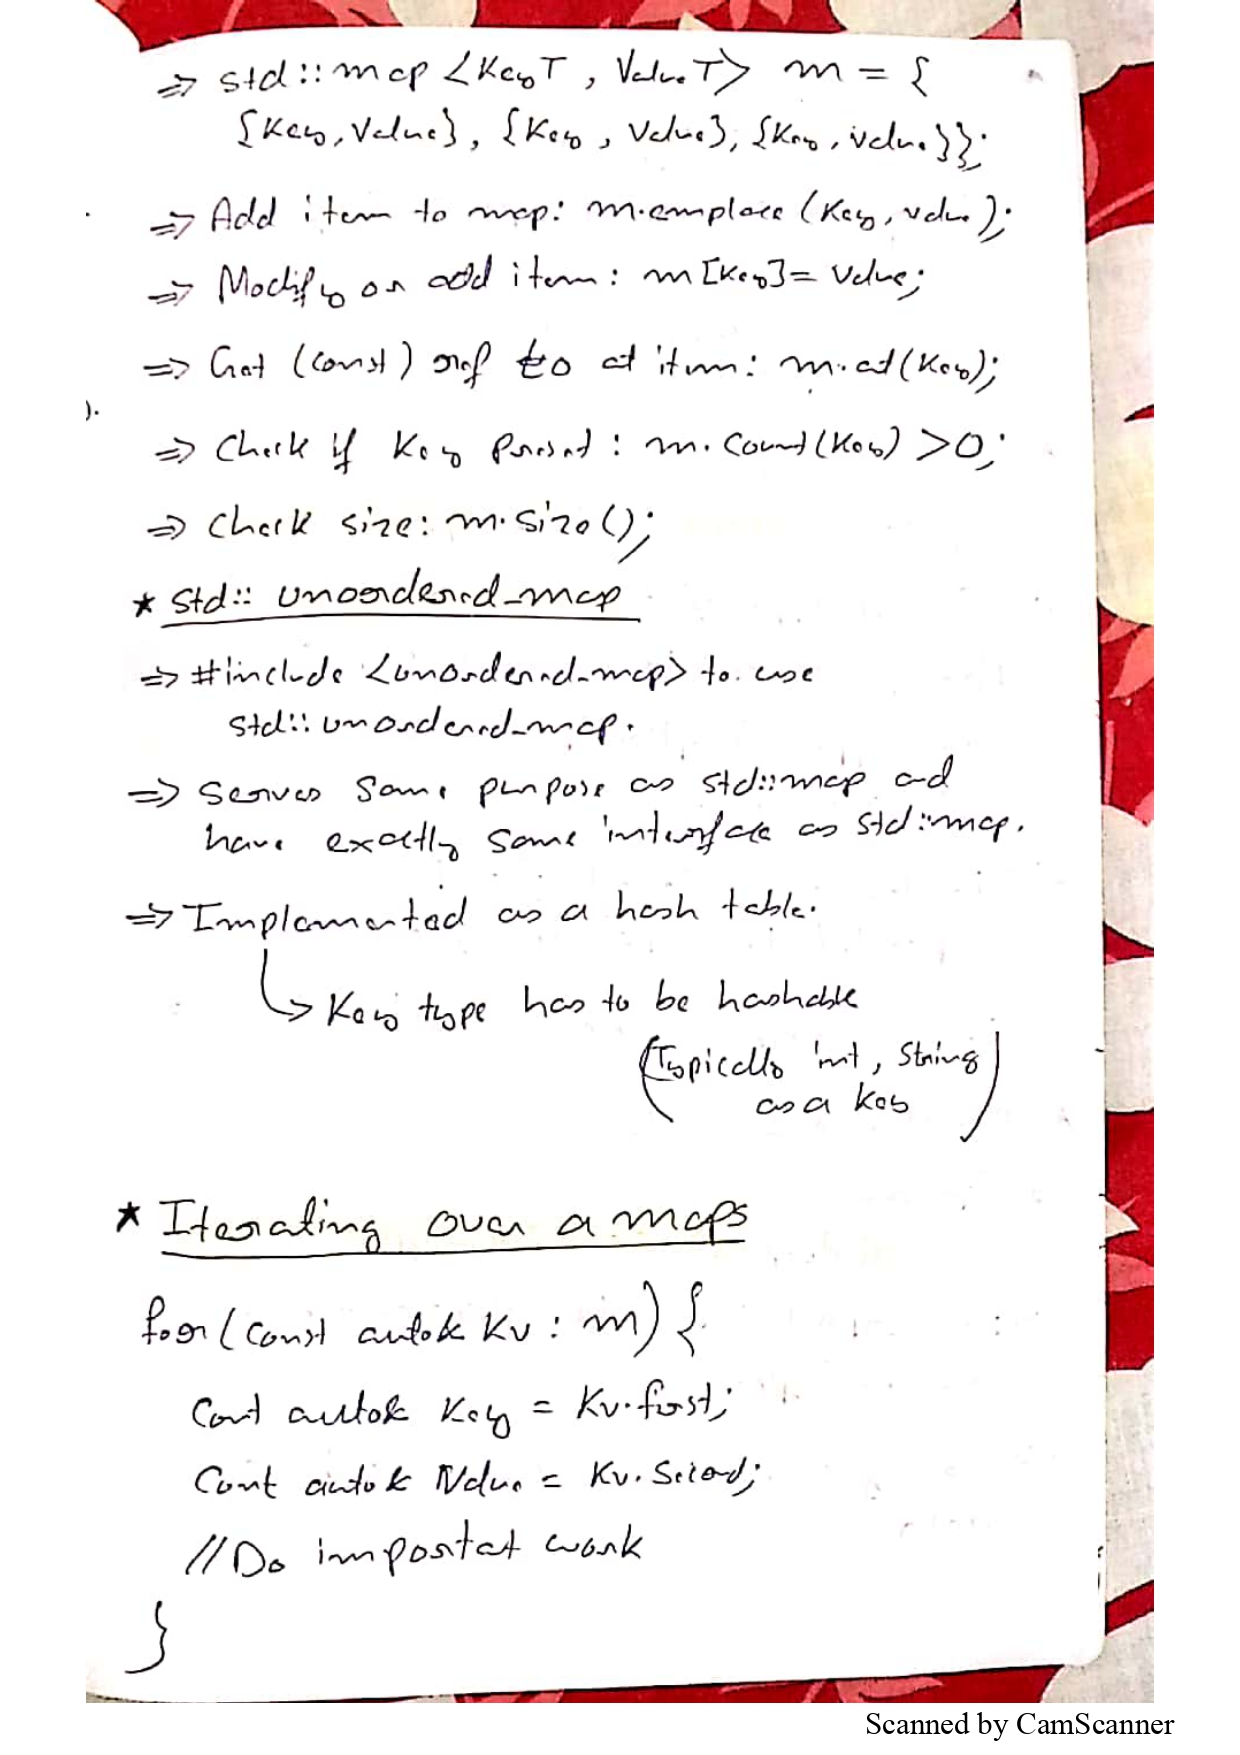 ⇒ std::map <KeyT, ValueT> m = {
{Key, Value}, {Key, Value}, {Key, value}};
⇒ Add item to map: m.emplace(Key, value);
⇒ Modify or add item: m[Key]= Value;
⇒ Get (const) ref to at item: m.at(Key);
).
⇒ Check if Key Present: m.Count(Key) >0;
⇒ Check size: m.size();
★ Std:: unordered_map
⇒ #include <unordered_map> to use
std:: unordered_map.
⇒ Serves Same purpose as std::map and
have exactly same interface as std::map.
⇒ Implemented as a hash table.
↳ Key type has to be hashable
(Typically int, String
as a Key)
★ Iterating over a maps
for(Const auto& Kv : m) {
Const auto& Key = Kv.first;
Const auto& Value = Kv.Second;
//Do important work
}
Scanned by CamScanner